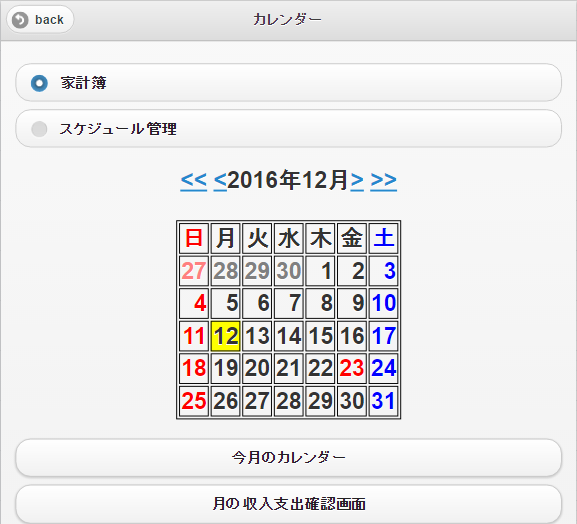 back
カレンダー
家計簿
スケジュール管理
<< <2016年12月> >>
日 月 火 水 木 金 土
27 28 29 30 1 2 3
4 5 6 7 8 9 10
11 12 13 14 15 16 17
18 19 20 21 22 23 24
25 26 27 28 29 30 31
今月のカレンダー
月の収入支出確認画面